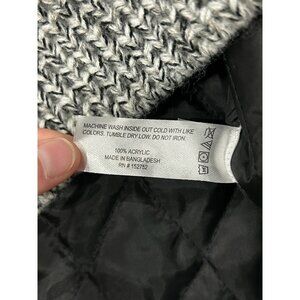 MACHINE WASH INSIDE OUT COLD WITH LIKE
COLORS, TUMBLE DRY LOW, DO NOT IRON.
100% ACRYLIC
MADE IN BANGLADESH
RN # 152782